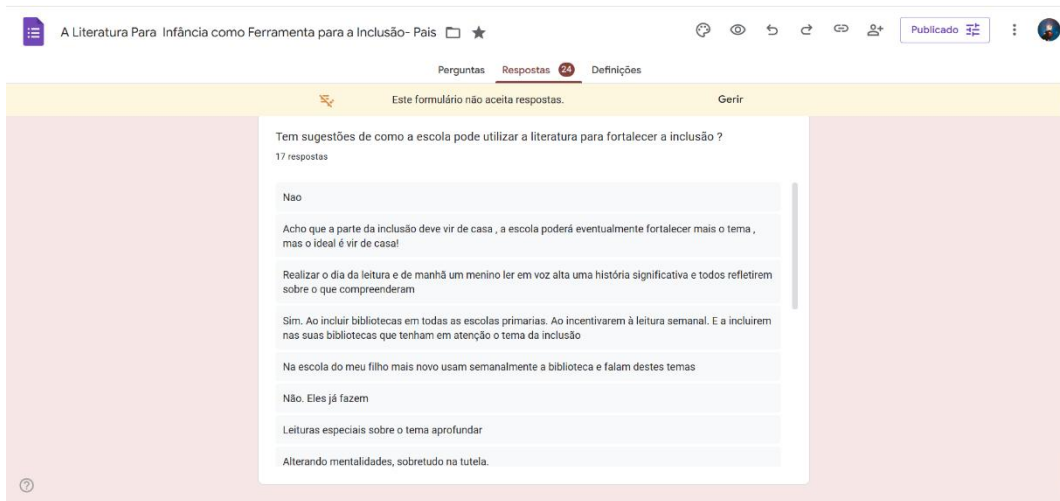 A Literatura Para Infância como Ferramenta para a Inclusão- Pais
Publicado
Perguntas Respostas 24 Definições
Este formulário não aceita respostas. Gerir
Tem sugestões de como a escola pode utilizar a literatura para fortalecer a inclusão ?
17 respostas
Nao
Acho que a parte da inclusão deve vir de casa , a escola poderá eventualmente fortalecer mais o tema ,
mas o ideal é vir de casa!
Realizar o dia da leitura e de manhã um menino ler em voz alta uma história significativa e todos refletirem
sobre o que compreenderam
Sim. Ao incluir bibliotecas em todas as escolas primarias. Ao incentivarem à leitura semanal. E a incluirem
nas suas bibliotecas que tenham em atenção o tema da inclusão
Na escola do meu filho mais novo usam semanalmente a biblioteca e falam destes temas
Não. Eles já fazem
Leituras especiais sobre o tema aprofundar
Alterando mentalidades, sobretudo na tutela.